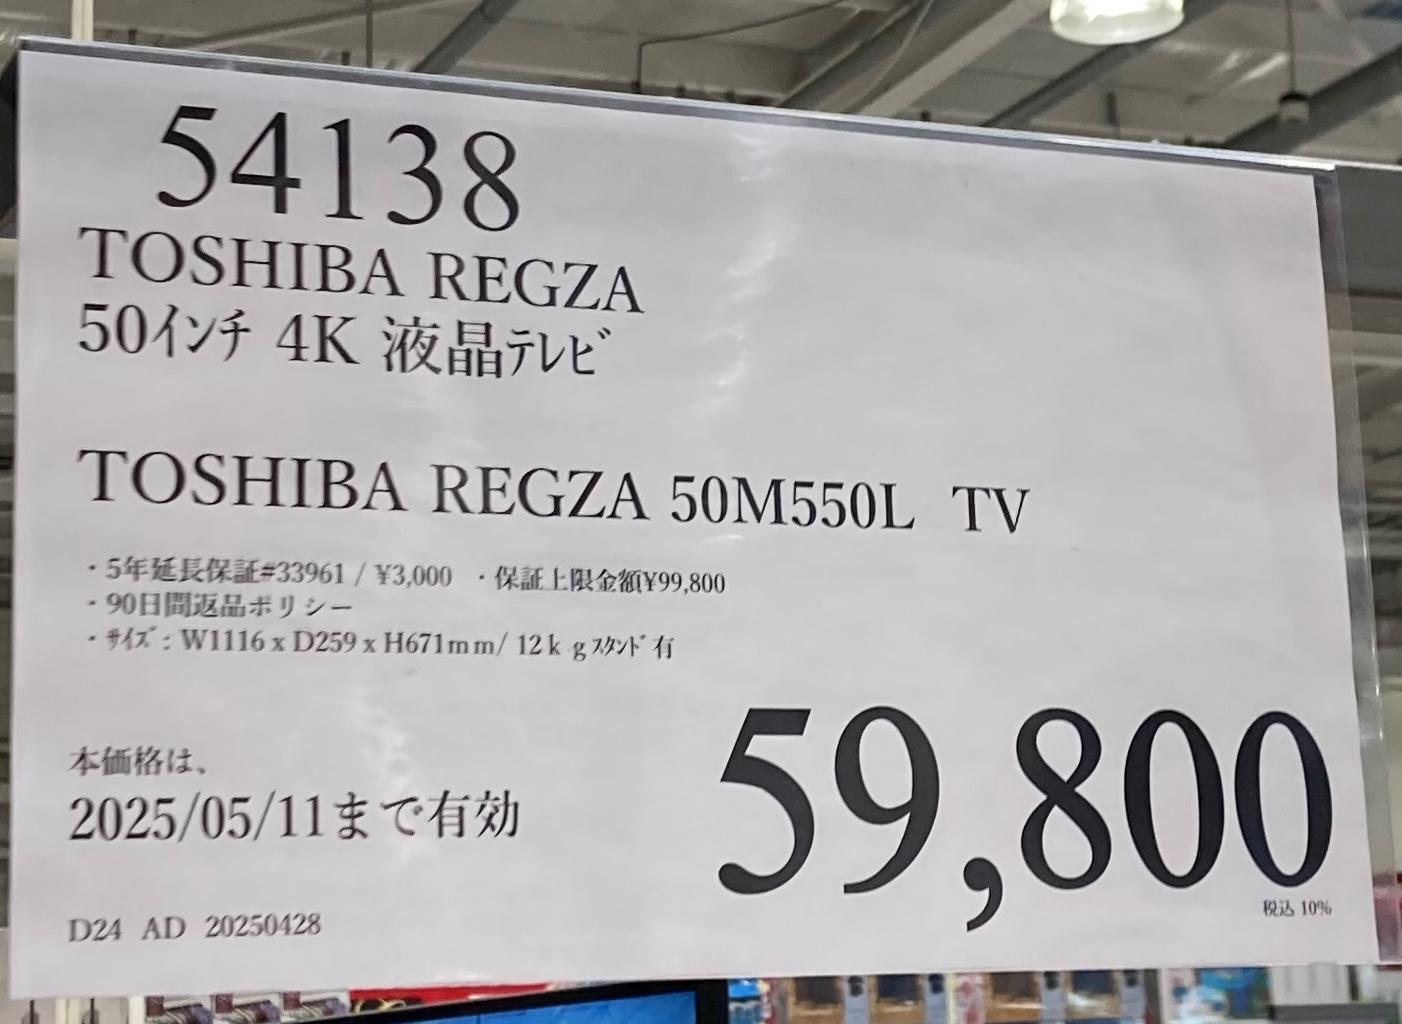 54138
TOSHIBA REGZA
50インチ 4K 液晶テレビ
TOSHIBA REGZA 50M550L TV
・5年延長保証#33961 / ¥3,000 ・保証上限金額¥99,800
・90日間返品ポリシー
・サイズ: W1116 x D259 x H671mm/ 12kgスタンド有
本価格は、
2025/05/11まで有効
59,800
税込 10%
D24 AD 20250428